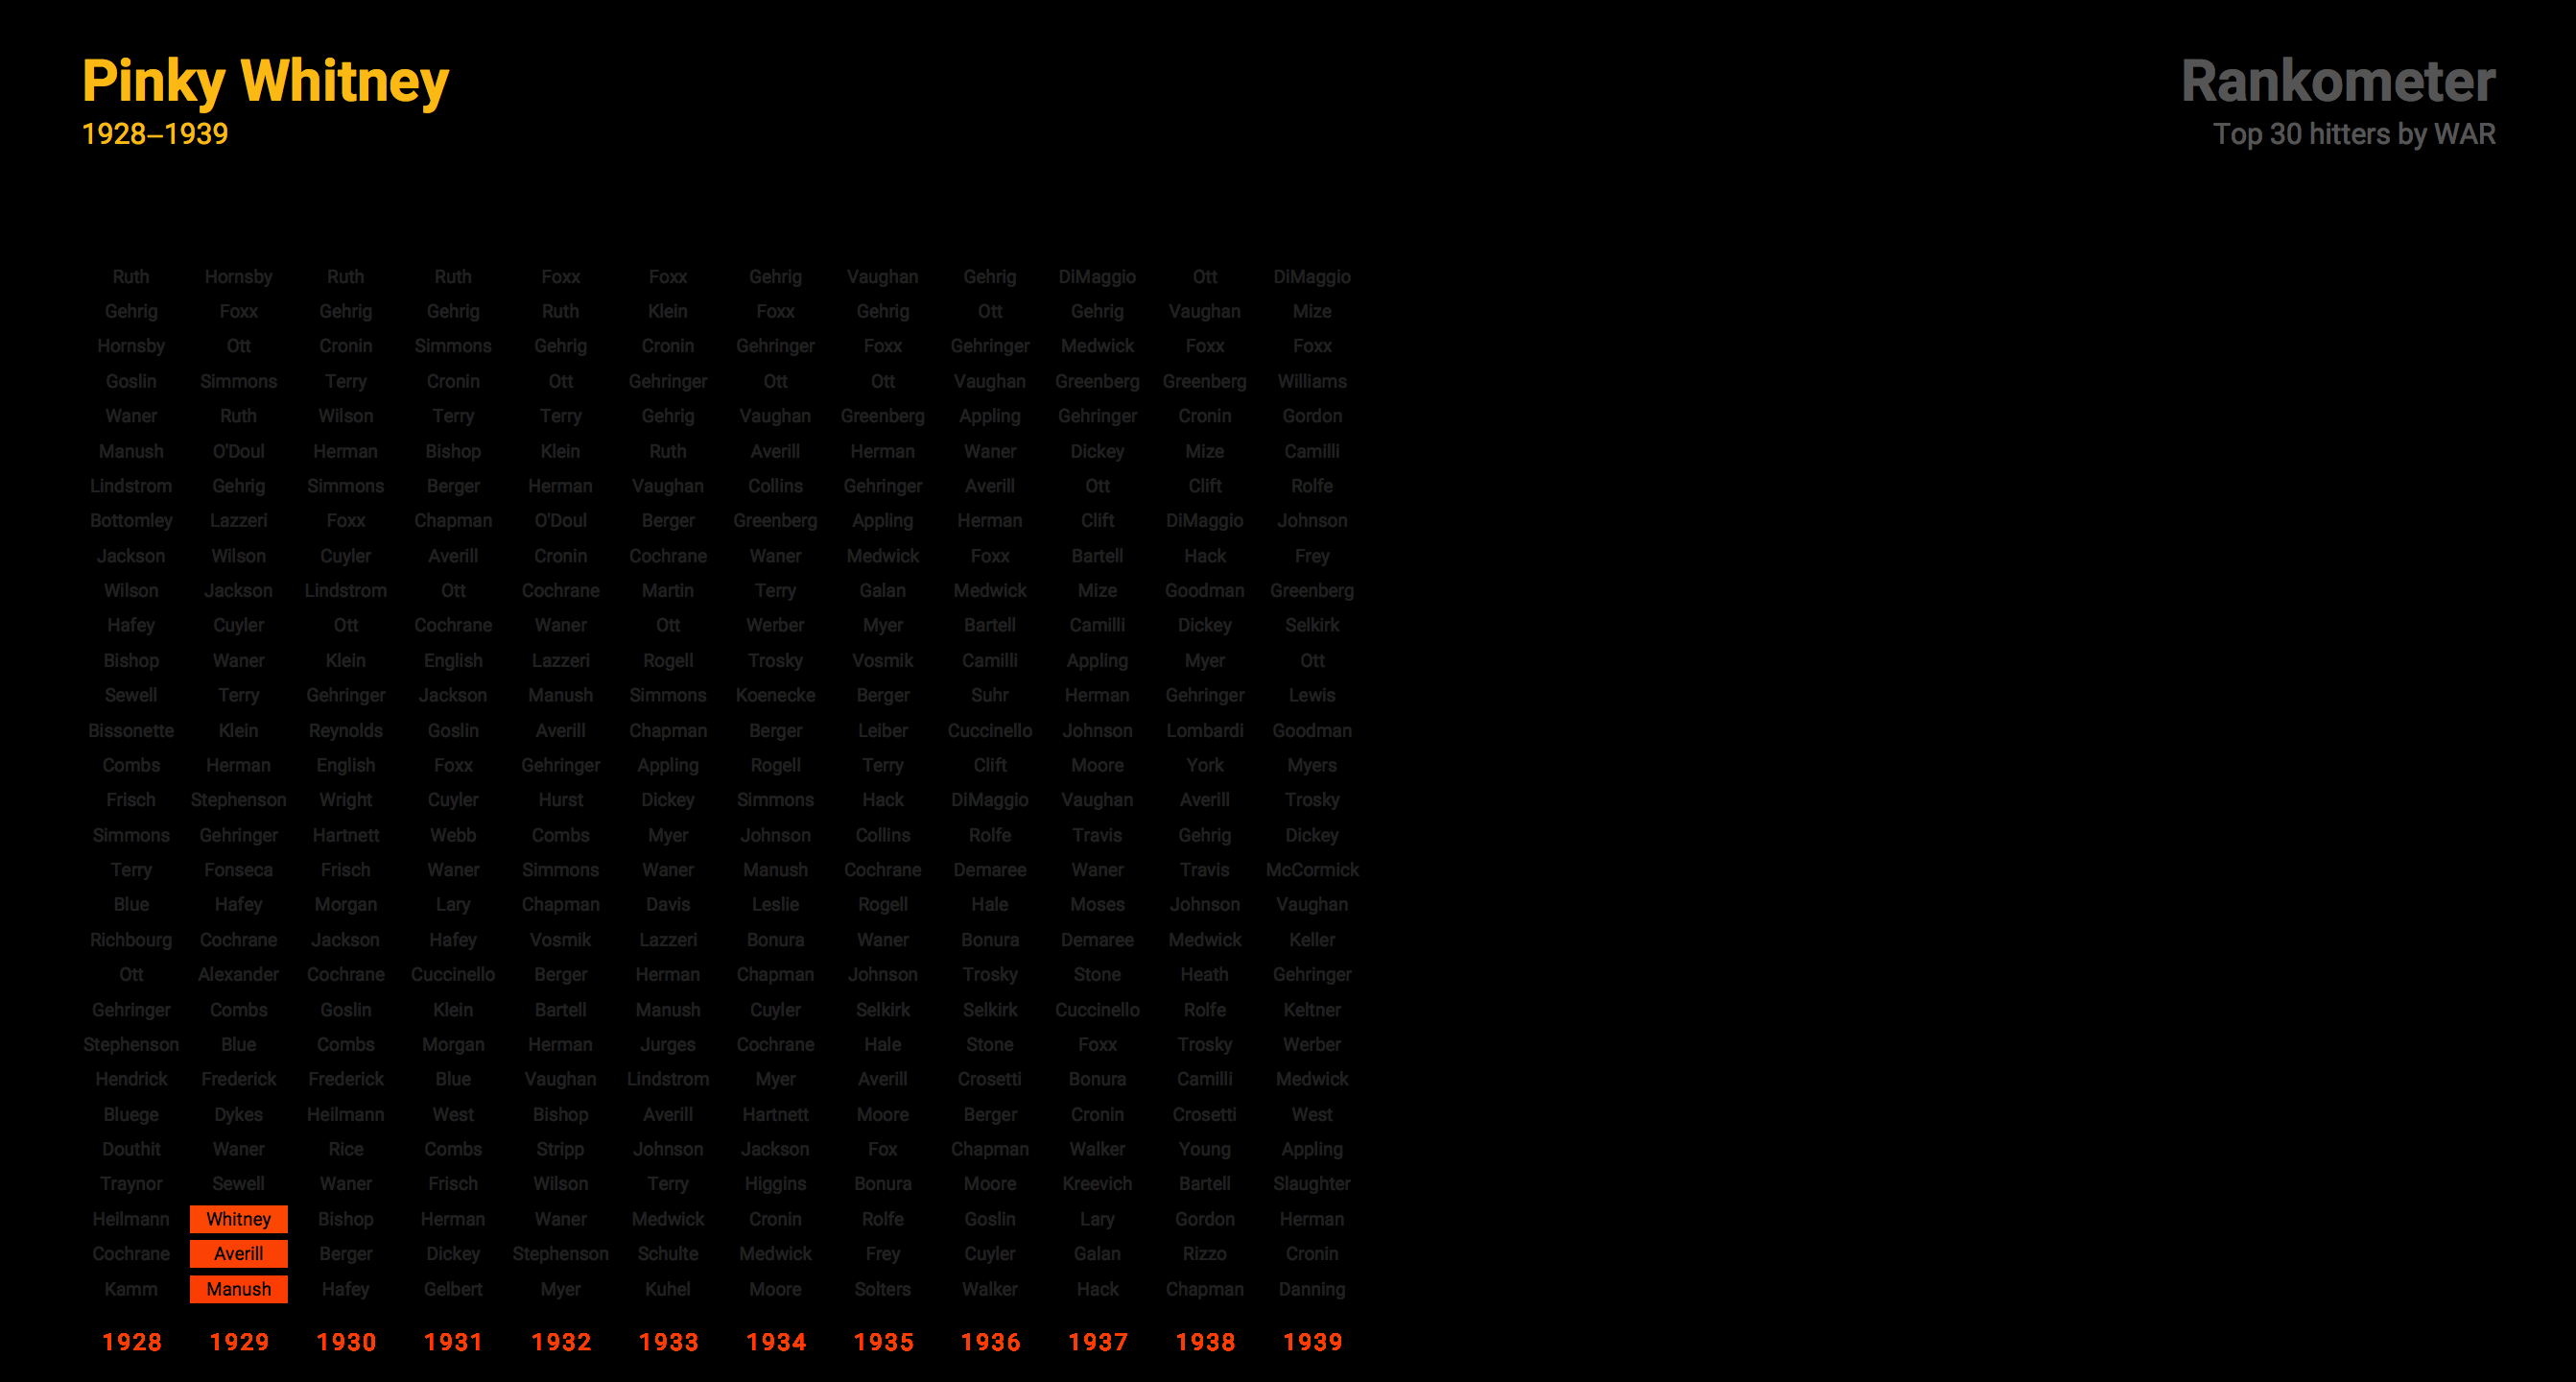 Pinky Whitney
1928–1939
Rankometer
Top 30 hitters by WAR
Ruth Hornsby Ruth Ruth Foxx Foxx Gehrig Vaughan Gehrig DiMaggio Ott DiMaggio
Gehrig Foxx Gehrig Gehrig Ruth Klein Foxx Gehrig Ott Gehrig Vaughan Mize
Hornsby Ott Cronin Simmons Gehrig Cronin Gehringer Foxx Gehringer Medwick Foxx Foxx
Goslin Simmons Terry Cronin Ott Gehringer Ott Ott Vaughan Greenberg Greenberg Williams
Waner Ruth Wilson Terry Terry Gehrig Vaughan Greenberg Appling Gehringer Cronin Gordon
Manush O'Doul Herman Bishop Klein Ruth Averill Herman Waner Dickey Mize Camilli
Lindstrom Gehrig Simmons Berger Herman Vaughan Collins Gehringer Averill Ott Clift Rolfe
Bottomley Lazzeri Foxx Chapman O'Doul Berger Greenberg Appling Herman Clift DiMaggio Johnson
Jackson Wilson Cuyler Averill Cronin Cochrane Waner Medwick Foxx Bartell Hack Frey
Wilson Jackson Lindstrom Ott Cochrane Martin Terry Galan Medwick Mize Goodman Greenberg
Hafey Cuyler Ott Cochrane Waner Ott Werber Myer Bartell Camilli Dickey Selkirk
Bishop Waner Klein English Lazzeri Rogell Trosky Vosmik Camilli Appling Myer Ott
Sewell Terry Gehringer Jackson Manush Simmons Koenecke Berger Suhr Herman Gehringer Lewis
Bissonette Klein Reynolds Goslin Averill Chapman Berger Leiber Cuccinello Johnson Lombardi Goodman
Combs Herman English Foxx Gehringer Appling Rogell Terry Clift Moore York Myers
Frisch Stephenson Wright Cuyler Hurst Dickey Simmons Hack DiMaggio Vaughan Averill Trosky
Simmons Gehringer Hartnett Webb Combs Myer Johnson Collins Rolfe Travis Gehrig Dickey
Terry Fonseca Frisch Waner Simmons Waner Manush Cochrane Demaree Waner Travis McCormick
Blue Hafey Morgan Lary Chapman Davis Leslie Rogell Hale Moses Johnson Vaughan
Richbourg Cochrane Jackson Hafey Vosmik Lazzeri Bonura Waner Bonura Demaree Medwick Keller
Ott Alexander Cochrane Cuccinello Berger Herman Chapman Johnson Trosky Stone Heath Gehringer
Gehringer Combs Goslin Klein Bartell Manush Cuyler Selkirk Selkirk Cuccinello Rolfe Keltner
Stephenson Blue Combs Morgan Herman Jurges Cochrane Hale Stone Foxx Trosky Werber
Hendrick Frederick Frederick Blue Vaughan Lindstrom Myer Averill Crosetti Bonura Camilli Medwick
Bluege Dykes Heilmann West Bishop Averill Hartnett Moore Berger Cronin Crosetti West
Douthit Waner Rice Combs Stripp Johnson Jackson Fox Chapman Walker Young Appling
Traynor Sewell Waner Frisch Wilson Terry Higgins Bonura Moore Kreevich Bartell Slaughter
Heilmann Whitney Bishop Herman Waner Medwick Cronin Rolfe Goslin Lary Gordon Herman
Cochrane Averill Berger Dickey Stephenson Schulte Medwick Frey Cuyler Galan Rizzo Cronin
Kamm Manush Hafey Gelbert Myer Kuhel Moore Solters Walker Hack Chapman Danning
1928 1929 1930 1931 1932 1933 1934 1935 1936 1937 1938 1939